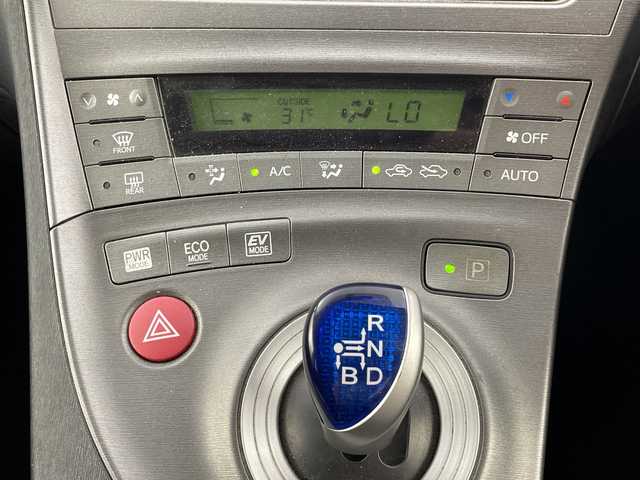 OUTSIDE
31°F LO
FRONT
OFF
REAR
A/C
AUTO
PWR MODE
ECO MODE
EV MODE
P
R
N
B D